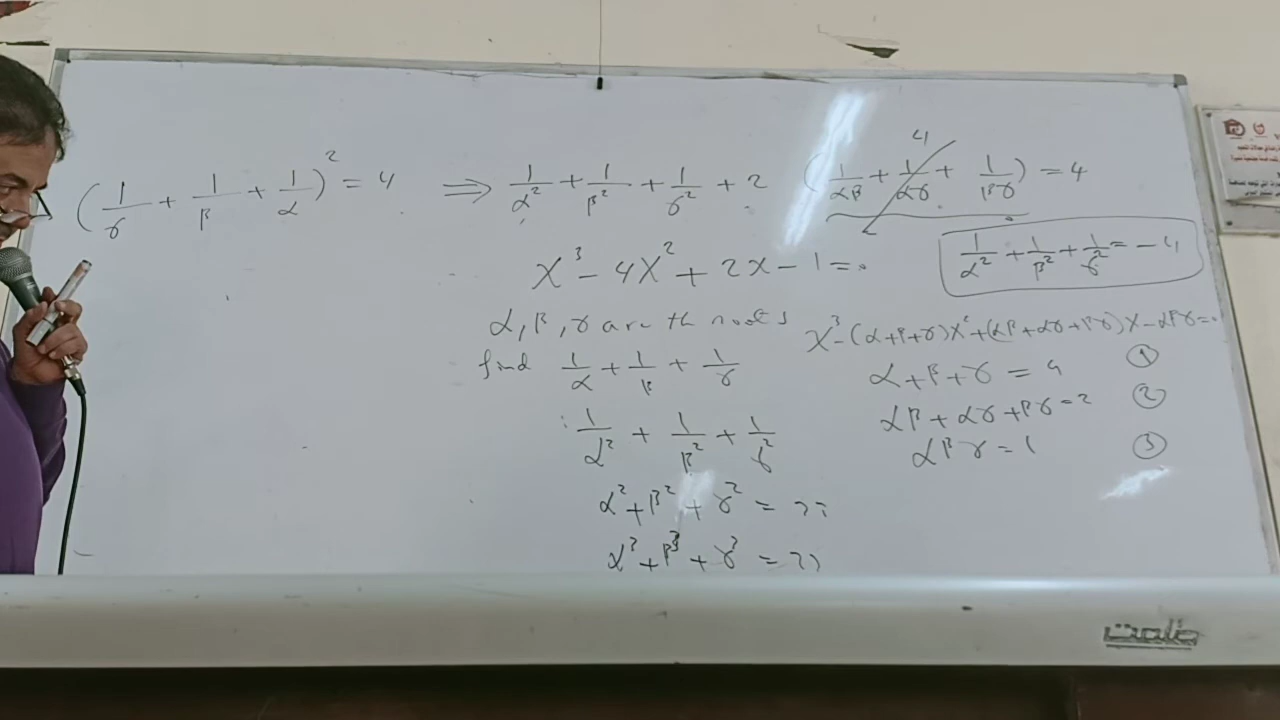 (1/γ + 1/β + 1/α)² = 4 ⇒ 1/α² + 1/β² + 1/γ² + 2 (1/αβ + 1/αγ + 1/βγ) = 4
4
1/α² + 1/β² + 1/γ² = -4
x³ - 4x² + 2x - 1 = 0
α, β, γ are th roots
x³ - (α+β+γ)x² + (αβ + αγ + βγ)x - αβγ = 0
find 1/α + 1/β + 1/γ
α + β + γ = 4 ①
1/α² + 1/β² + 1/γ²
αβ + αγ + βγ = 2 ②
αβγ = 1 ③
α² + β² + γ² = ??
α³ + β³ + γ³ = ??